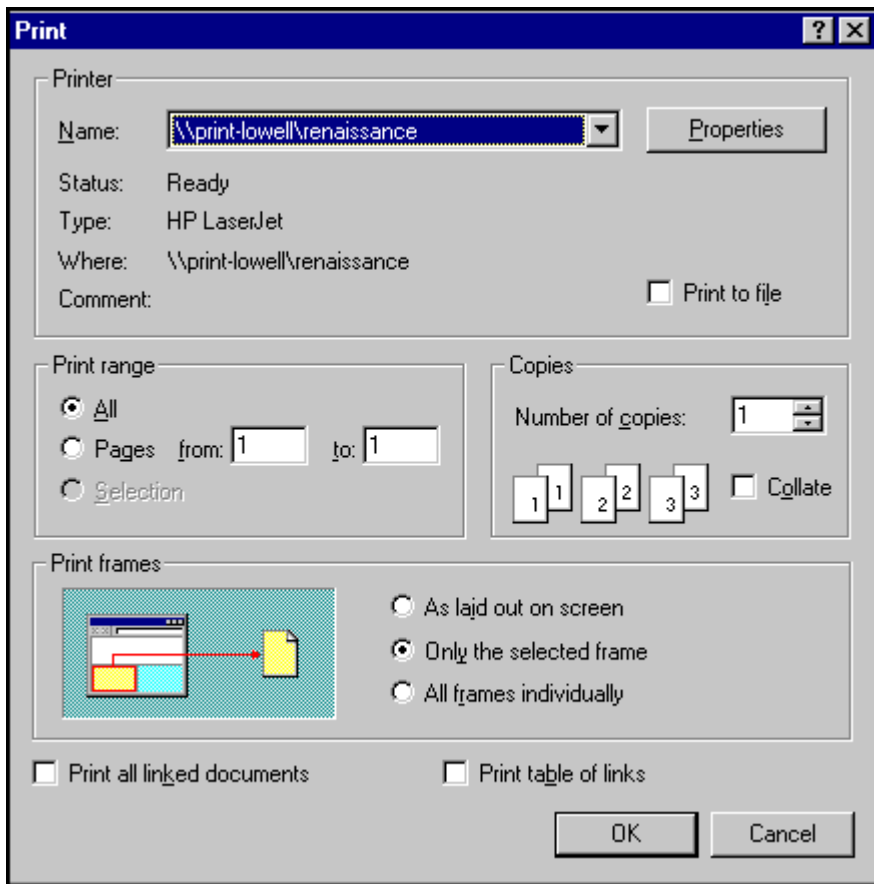 Print
Printer
Name: \\print-lowell\renaissance Properties
Status: Ready
Type: HP LaserJet
Where: \\print-lowell\renaissance
Comment: Print to file
Print range
All
Pages from: 1 to: 1
Selection
Copies
Number of copies: 1
1 1 2 2 3 3 Collate
Print frames
As laid out on screen
Only the selected frame
All frames individually
Print all linked documents Print table of links
OK Cancel